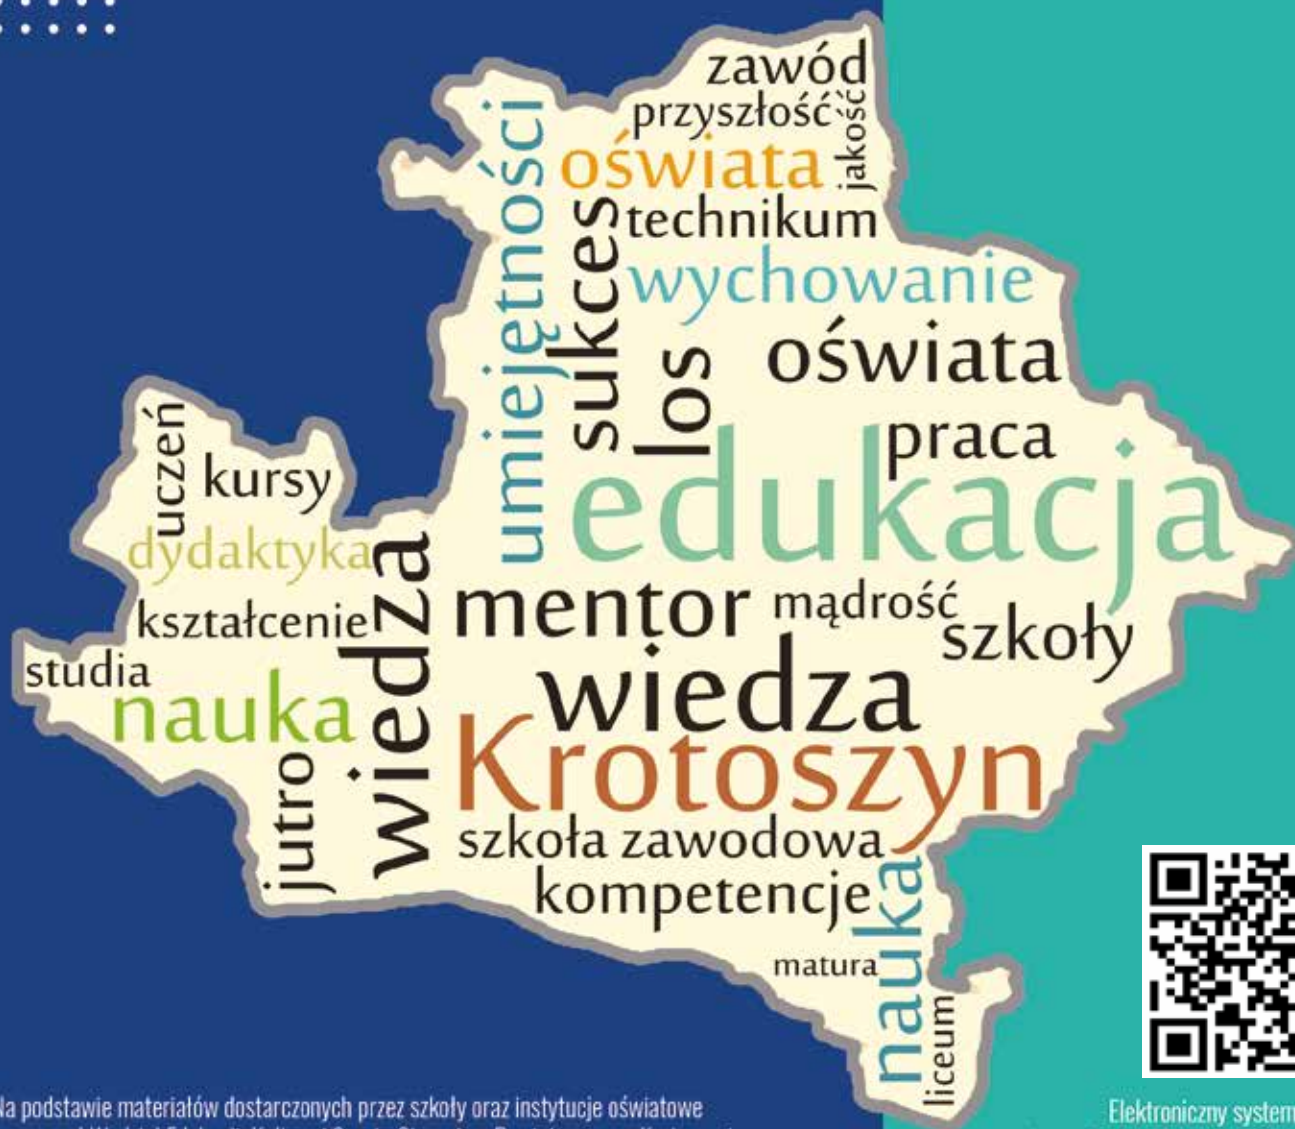 zawód
przyszłość
jakość
oświata
technikum
umiejętności
sukces
wychowanie
los
oświata
praca
edukacja
uczeń
kursy
dydaktyka
kształcenie
wiedza
mentor
mądrość
szkoły
studia
nauka
wiedza
Krotoszyn
jutro
szkoła zawodowa
kompetencje
nauka
matura
liceum
Na podstawie materiałów dostarczonych przez szkoły oraz instytucje oświatowe
Elektroniczny system